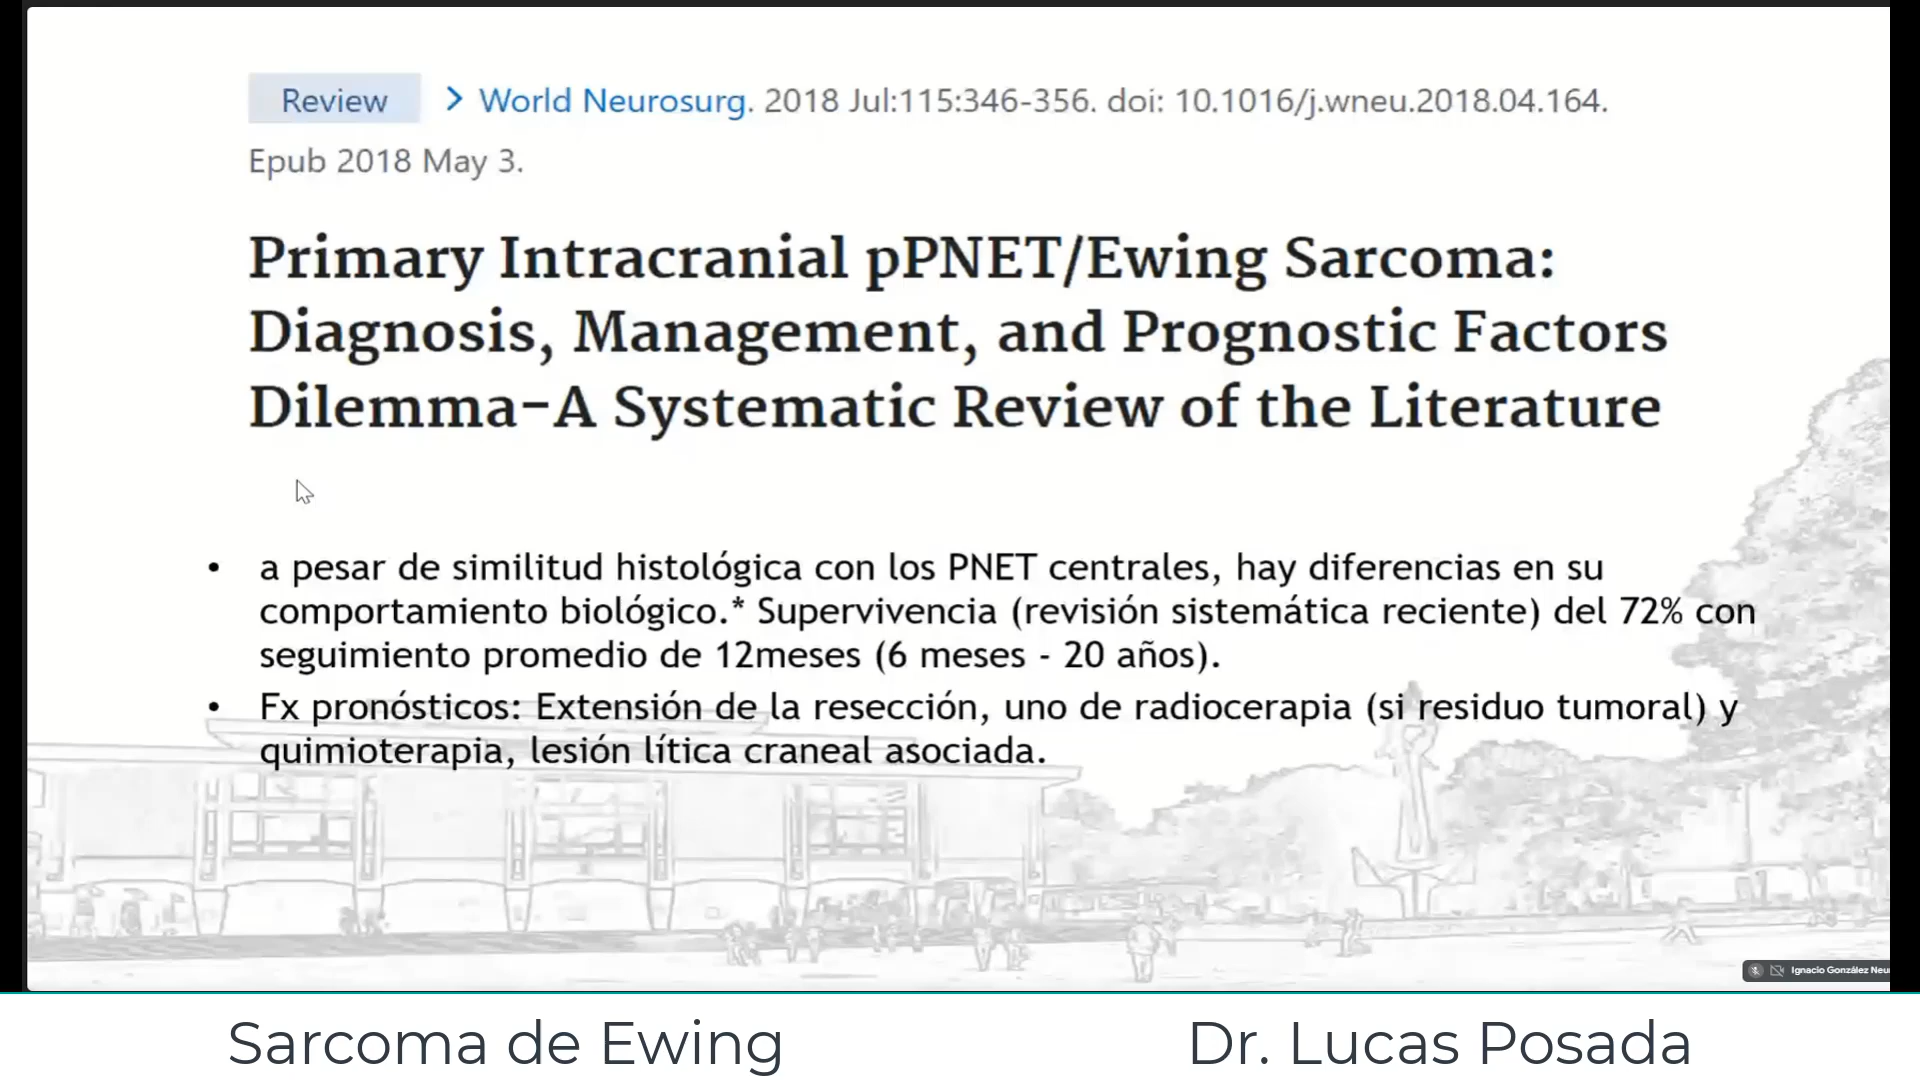 Review > World Neurosurg. 2018 Jul:115:346-356. doi: 10.1016/j.wneu.2018.04.164.
Epub 2018 May 3.
Primary Intracranial pPNET/Ewing Sarcoma:
Diagnosis, Management, and Prognostic Factors
Dilemma-A Systematic Review of the Literature
• a pesar de similitud histológica con los PNET centrales, hay diferencias en su
comportamiento biológico.* Supervivencia (revisión sistemática reciente) del 72% con
seguimiento promedio de 12meses (6 meses - 20 años).
• Fx pronósticos: Extensión de la resección, uno de radiocerapia (si residuo tumoral) y
quimioterapia, lesión lítica craneal asociada.
Ignacio González Neu
Sarcoma de Ewing
Dr. Lucas Posada